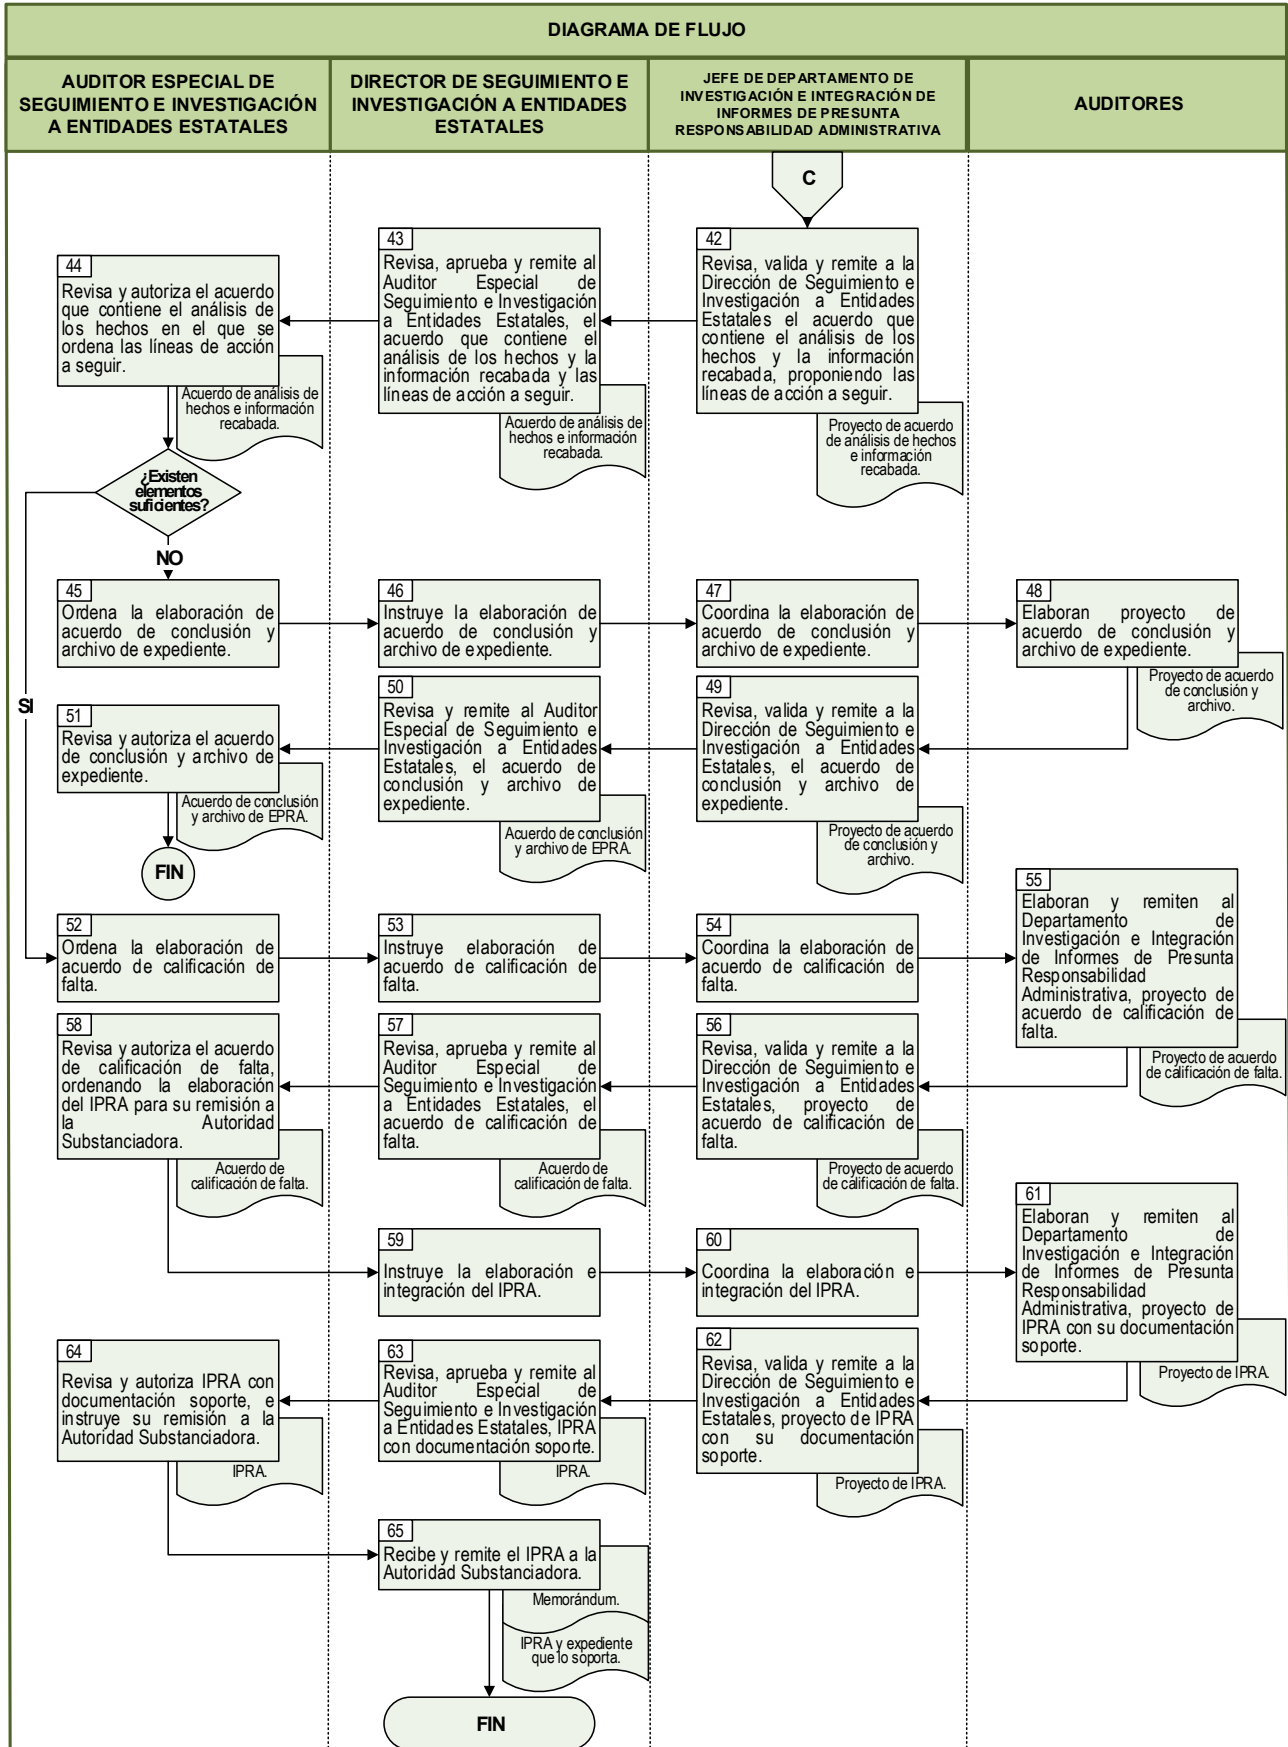 DIAGRAMA DE FLUJO
AUDITOR ESPECIAL DE
SEGUIMIENTO E INVESTIGACIÓN
A ENTIDADES ESTATALES
DIRECTOR DE SEGUIMIENTO E
INVESTIGACIÓN A ENTIDADES
ESTATALES
JEFE DE DEPARTAMENTO DE
INVESTIGACIÓN E INTEGRACIÓN DE
INFORMES DE PRESUNTA
RESPONSABILIDAD ADMINISTRATIVA
AUDITORES
C
42
Revisa, valida y remite a la
Dirección de Seguimiento e
Investigación a Entidades
Estatales el acuerdo que
contiene el análisis de los
hechos y la información
recabada, proponiendo las
líneas de acción a seguir.
Proyecto de acuerdo
de análisis de hechos
e información
recabada.
43
Revisa, aprueba y remite al
Auditor Especial de
Seguimiento e Investigación
a Entidades Estatales, el
acuerdo que contiene el
análisis de los hechos y la
información recabada y las
líneas de acción a seguir.
Acuerdo de análisis de
hechos e información
recabada.
44
Revisa y autoriza el acuerdo
que contiene el análisis de
los hechos en el que se
ordena las líneas de acción
a seguir.
Acuerdo de análisis de
hechos e información
recabada.
¿Existen
elementos
suficientes?
NO
SI
45
Ordena la elaboración de
acuerdo de conclusión y
archivo de expediente.
46
Instruye la elaboración de
acuerdo de conclusión y
archivo de expediente.
47
Coordina la elaboración de
acuerdo de conclusión y
archivo de expediente.
48
Elaboran proyecto de
acuerdo de conclusión y
archivo de expediente.
Proyecto de acuerdo
de conclusión y
archivo.
49
Revisa, valida y remite a la
Dirección de Seguimiento e
Investigación a Entidades
Estatales, el acuerdo de
conclusión y archivo de
expediente.
Proyecto de acuerdo
de conclusión y
archivo.
50
Revisa y remite al Auditor
Especial de Seguimiento e
Investigación a Entidades
Estatales, el acuerdo de
conclusión y archivo de
expediente.
Acuerdo de conclusión
y archivo de EPRA.
51
Revisa y autoriza el acuerdo
de conclusión y archivo de
expediente.
Acuerdo de conclusión
y archivo de EPRA.
FIN
52
Ordena la elaboración de
acuerdo de calificación de
falta.
53
Instruye elaboración de
acuerdo de calificación de
falta.
54
Coordina la elaboración de
acuerdo de calificación de
falta.
55
Elaboran y remiten al
Departamento de
Investigación e Integración
de Informes de Presunta
Responsabilidad
Administrativa, proyecto de
acuerdo de calificación de
falta.
Proyecto de acuerdo
de calificación de falta.
56
Revisa, valida y remite a la
Dirección de Seguimiento e
Investigación a Entidades
Estatales, proyecto de
acuerdo de calificación de
falta.
Proyecto de acuerdo
de calificación de falta.
57
Revisa, aprueba y remite al
Auditor Especial de
Seguimiento e Investigación
a Entidades Estatales, el
acuerdo de calificación de
falta.
Acuerdo de
calificación de falta.
58
Revisa y autoriza el acuerdo
de calificación de falta,
ordenando la elaboración
del IPRA para su remisión a
la Autoridad
Substanciadora.
Acuerdo de
calificación de falta.
59
Instruye la elaboración e
integración del IPRA.
60
Coordina la elaboración e
integración del IPRA.
61
Elaboran y remiten al
Departamento de
Investigación e Integración
de Informes de Presunta
Responsabilidad
Administrativa, proyecto de
IPRA con su documentación
soporte.
Proyecto de IPRA.
62
Revisa, valida y remite a la
Dirección de Seguimiento e
Investigación a Entidades
Estatales, proyecto de IPRA
con su documentación
soporte.
Proyecto de IPRA.
63
Revisa, aprueba y remite al
Auditor Especial de
Seguimiento e Investigación
a Entidades Estatales, IPRA
con documentación soporte.
IPRA.
64
Revisa y autoriza IPRA con
documentación soporte, e
instruye su remisión a la
Autoridad Substanciadora.
IPRA.
65
Recibe y remite el IPRA a la
Autoridad Substanciadora.
Memorándum.
IPRA y expediente
que lo soporta.
FIN